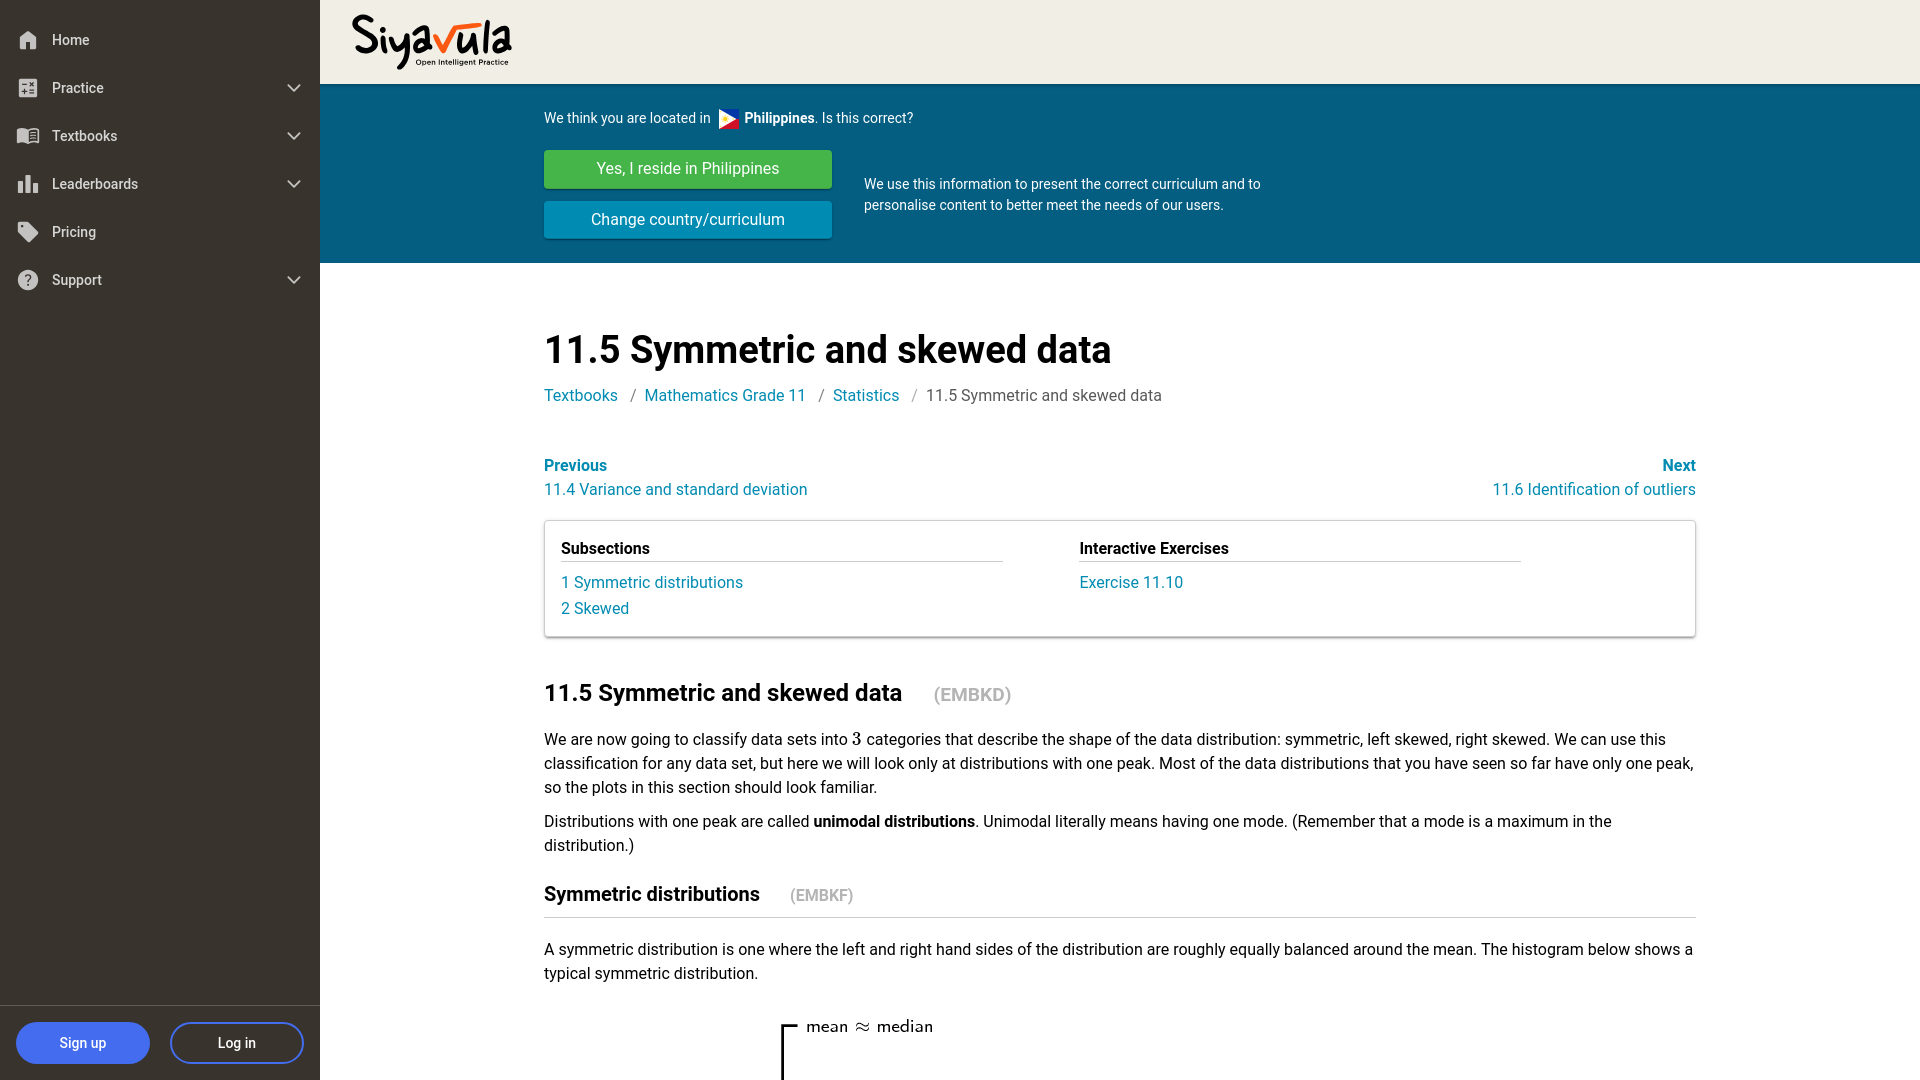 Home
Practice
Textbooks
Leaderboards
Pricing
Support
Sign up
Log in
Siyavula
Open Intelligent Practice
We think you are located in Philippines. Is this correct?
Yes, I reside in Philippines
Change country/curriculum
We use this information to present the correct curriculum and to
personalise content to better meet the needs of our users.
11.5 Symmetric and skewed data
Textbooks / Mathematics Grade 11 / Statistics / 11.5 Symmetric and skewed data
Previous
11.4 Variance and standard deviation
Next
11.6 Identification of outliers
Subsections
1 Symmetric distributions
2 Skewed
Interactive Exercises
Exercise 11.10
11.5 Symmetric and skewed data (EMBKD)
We are now going to classify data sets into 3 categories that describe the shape of the data distribution: symmetric, left skewed, right skewed. We can use this
classification for any data set, but here we will look only at distributions with one peak. Most of the data distributions that you have seen so far have only one peak,
so the plots in this section should look familiar.
Distributions with one peak are called unimodal distributions. Unimodal literally means having one mode. (Remember that a mode is a maximum in the
distribution.)
Symmetric distributions (EMBKF)
A symmetric distribution is one where the left and right hand sides of the distribution are roughly equally balanced around the mean. The histogram below shows a
typical symmetric distribution.
mean ≈ median